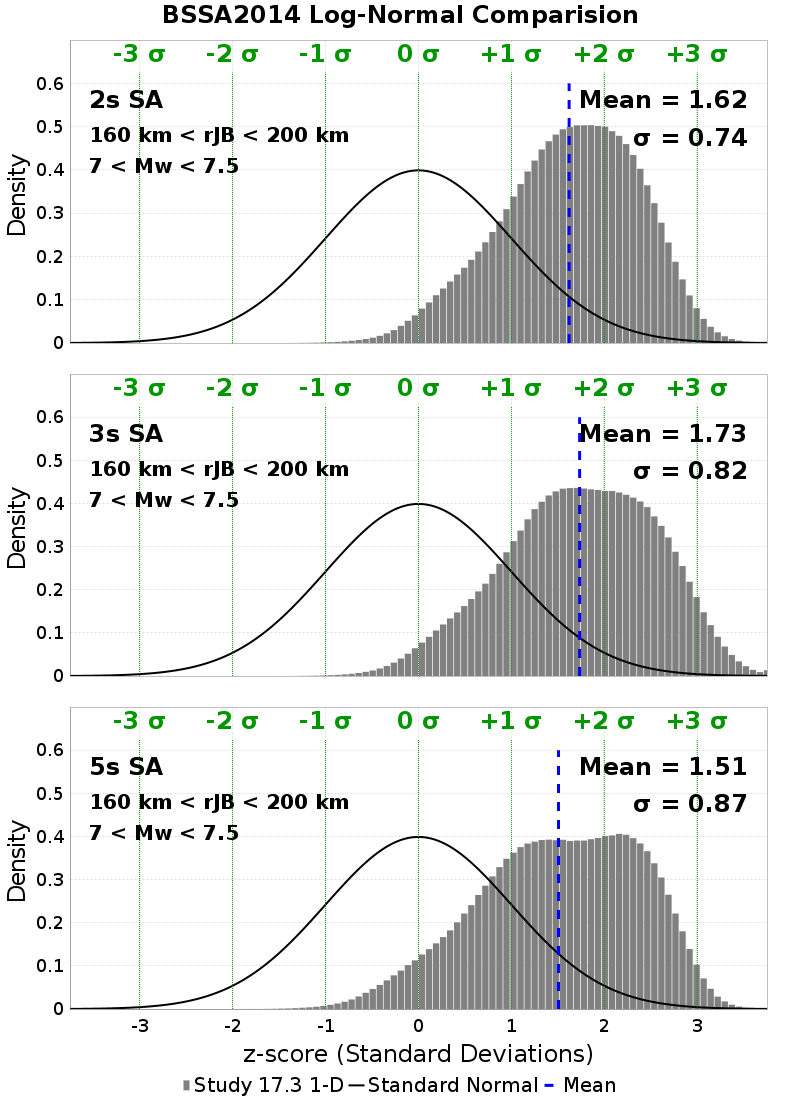 BSSA2014 Log-Normal Comparision
-3 σ -2 σ -1 σ 0 σ +1 σ +2 σ +3 σ
0.6
2s SA Mean = 1.62
0.5
160 km < rJB < 200 km σ = 0.74
7 < Mw < 7.5
0.4
0.3
0.2
0.1
0
Density
-3 σ -2 σ -1 σ 0 σ +1 σ +2 σ +3 σ
0.6
3s SA Mean = 1.73
0.5
160 km < rJB < 200 km σ = 0.82
7 < Mw < 7.5
0.4
0.3
0.2
0.1
0
Density
-3 σ -2 σ -1 σ 0 σ +1 σ +2 σ +3 σ
0.6
5s SA Mean = 1.51
0.5
160 km < rJB < 200 km σ = 0.87
7 < Mw < 7.5
0.4
0.3
0.2
0.1
0
Density
-3 -2 -1 0 1 2 3
z-score (Standard Deviations)
Study 17.3 1-D Standard Normal Mean